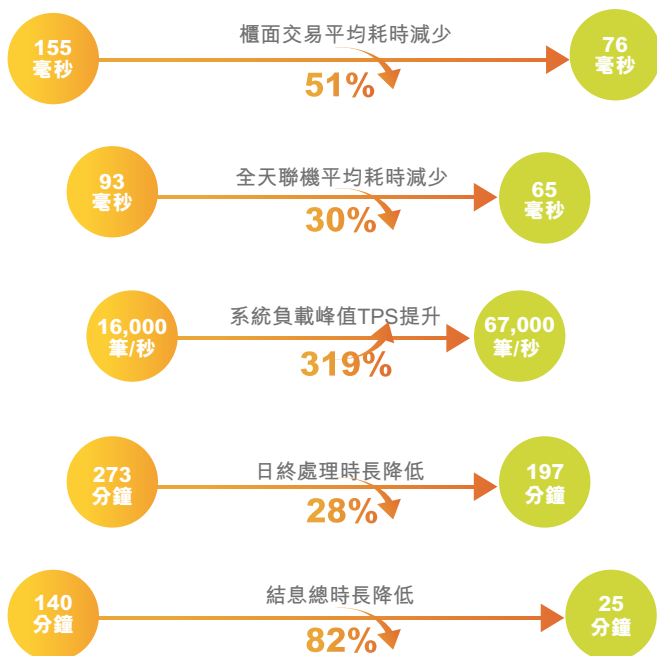 155
毫秒
櫃面交易平均耗時減少
51%
76
毫秒
93
毫秒
全天聯機平均耗時減少
30%
65
毫秒
16,000
筆/秒
系統負載峰值TPS提升
319%
67,000
筆/秒
273
分鐘
日終處理時長降低
28%
197
分鐘
140
分鐘
結息總時長降低
82%
25
分鐘